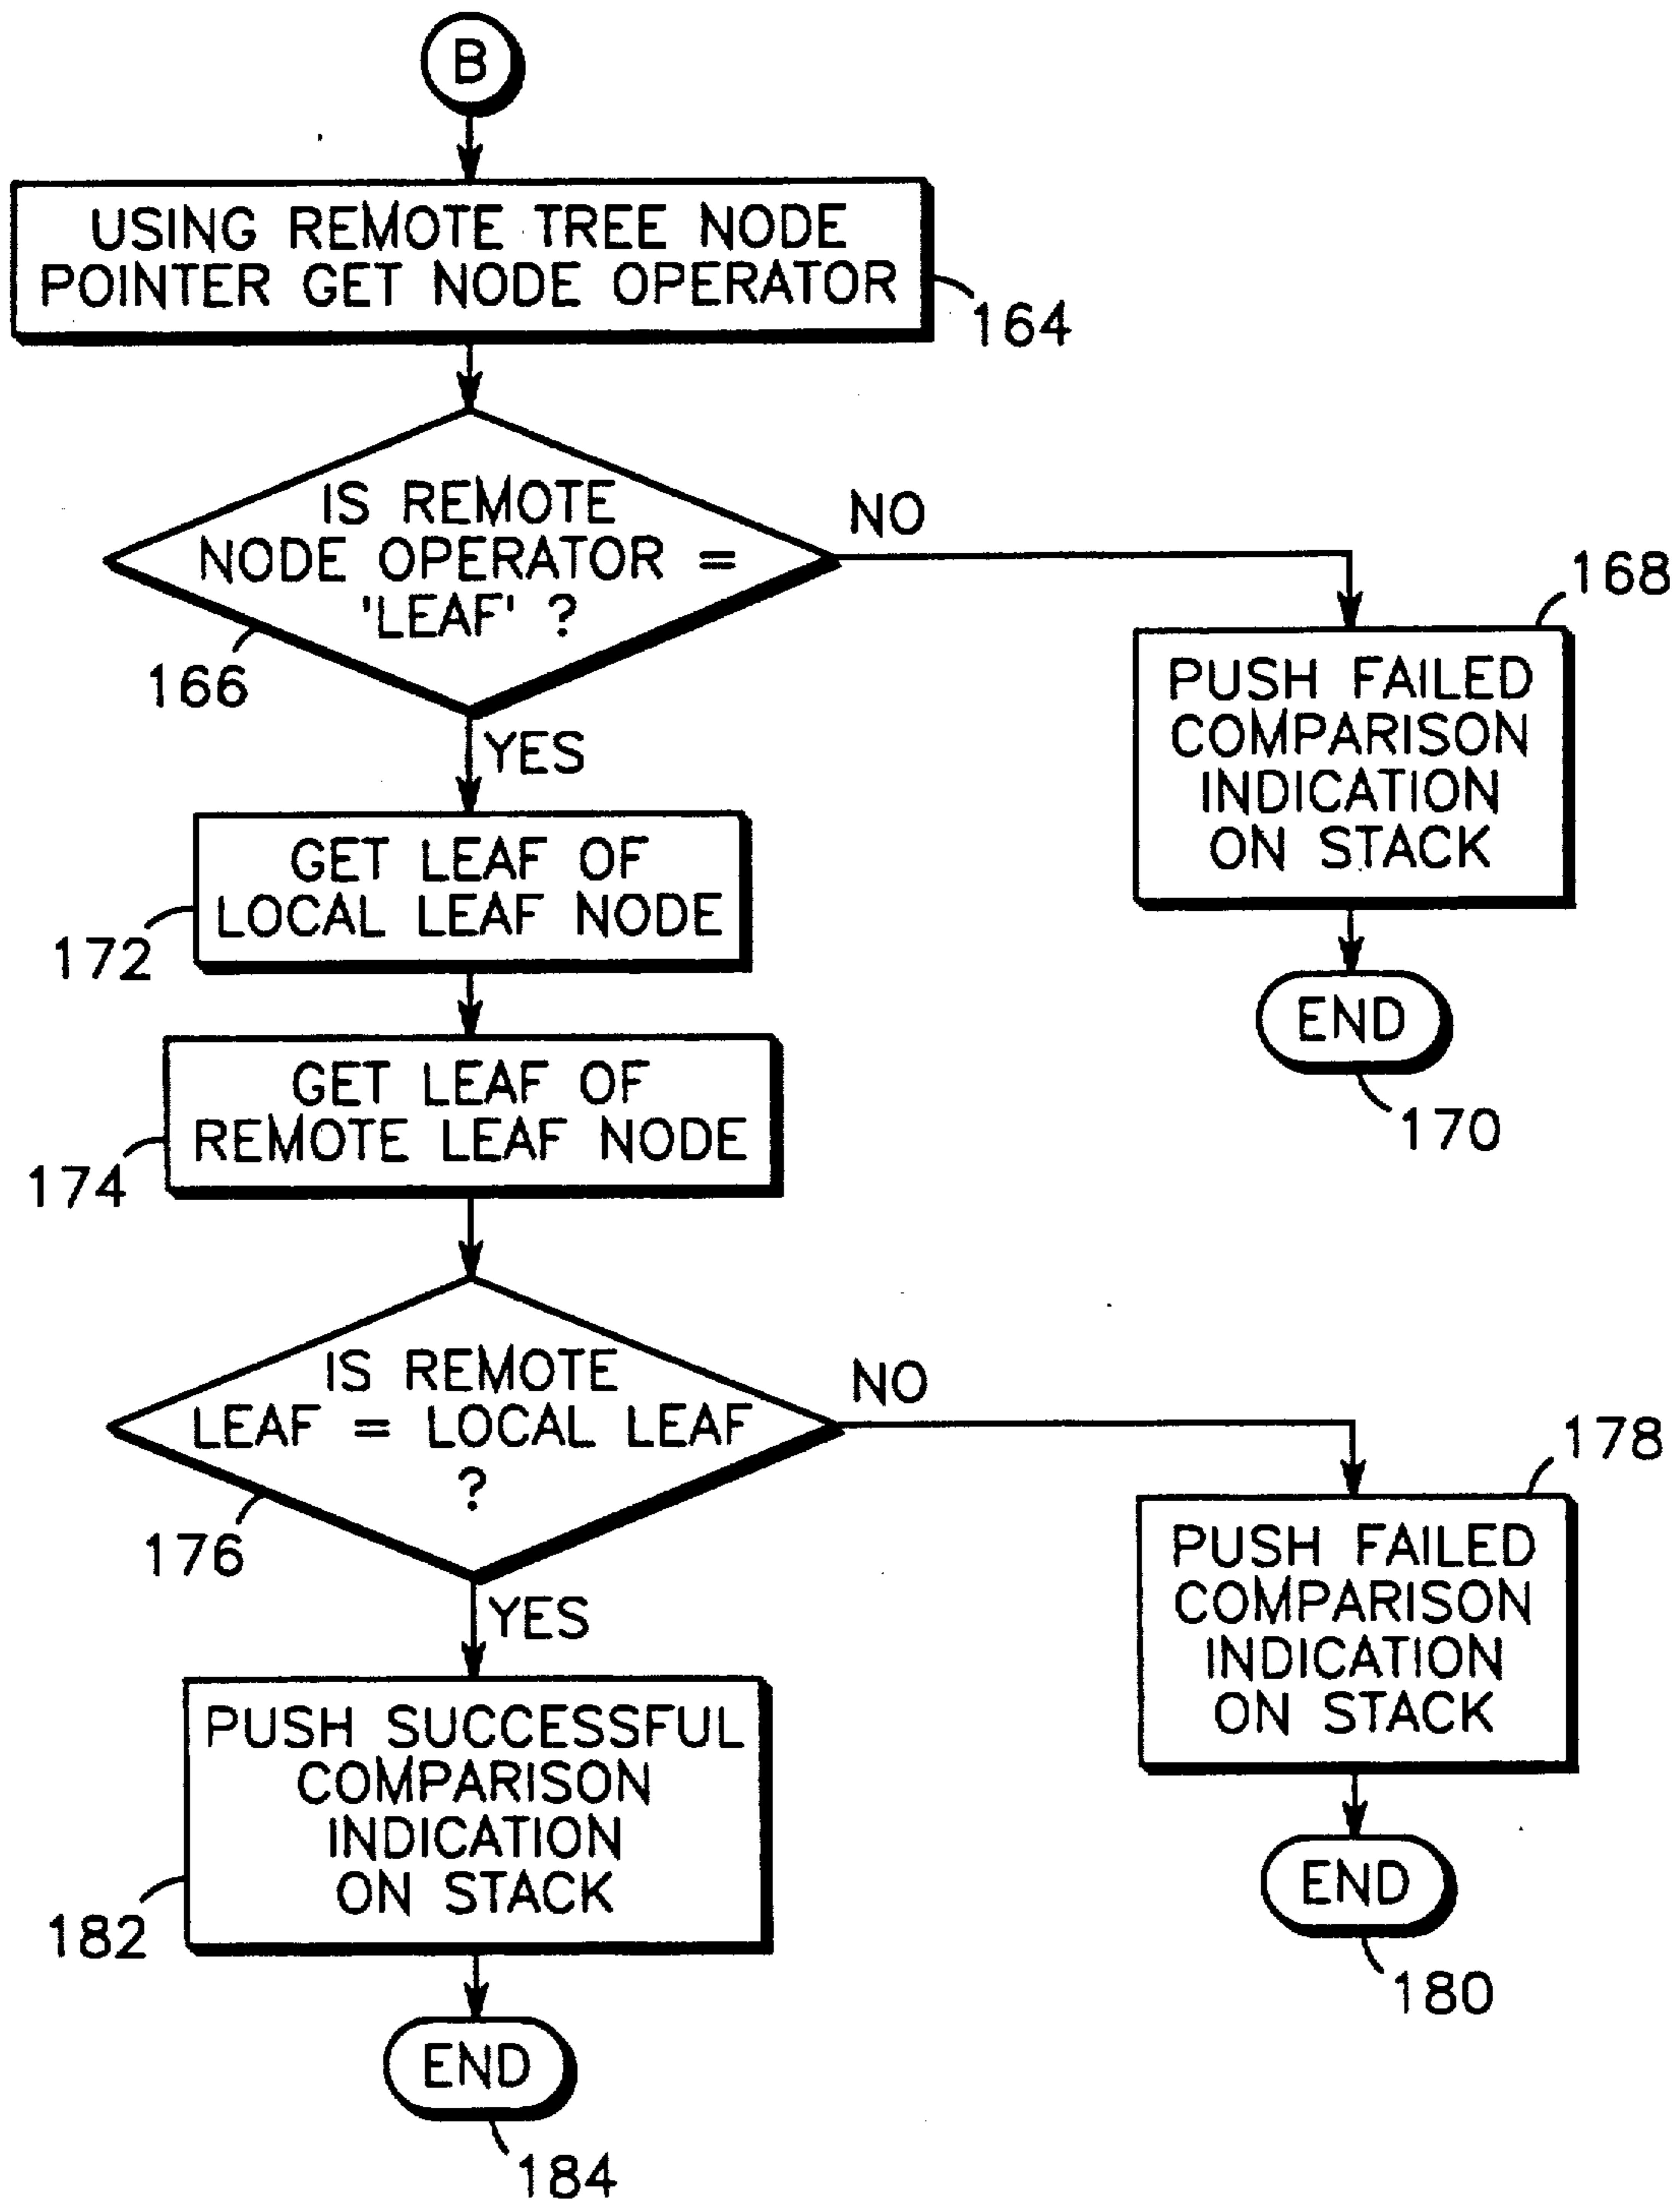 B
USING REMOTE TREE NODE
POINTER GET NODE OPERATOR
164
IS REMOTE
NODE OPERATOR =
'LEAF' ?
166
NO
168
PUSH FAILED
COMPARISON
INDICATION
ON STACK
END
170
YES
GET LEAF OF
LOCAL LEAF NODE
172
GET LEAF OF
REMOTE LEAF NODE
174
IS REMOTE
LEAF = LOCAL LEAF
?
176
NO
178
PUSH FAILED
COMPARISON
INDICATION
ON STACK
END
180
YES
PUSH SUCCESSFUL
COMPARISON
INDICATION
ON STACK
182
END
184